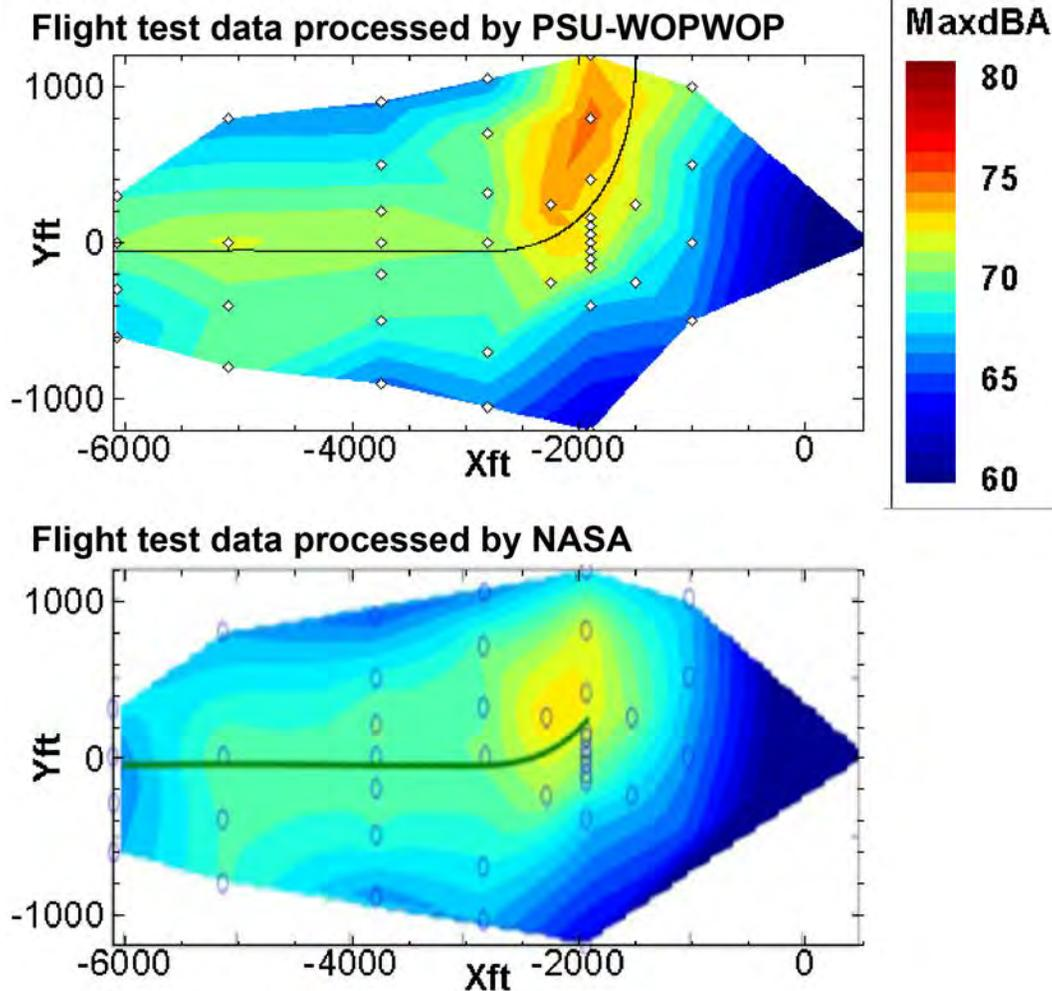 Flight test data processed by PSU-WOPWOP
MaxdBA
1000
0
-1000
Yft
-6000 -4000 -2000 0
Xft
80
75
70
65
60
Flight test data processed by NASA
1000
0
-1000
Yft
-6000 -4000 -2000 0
Xft